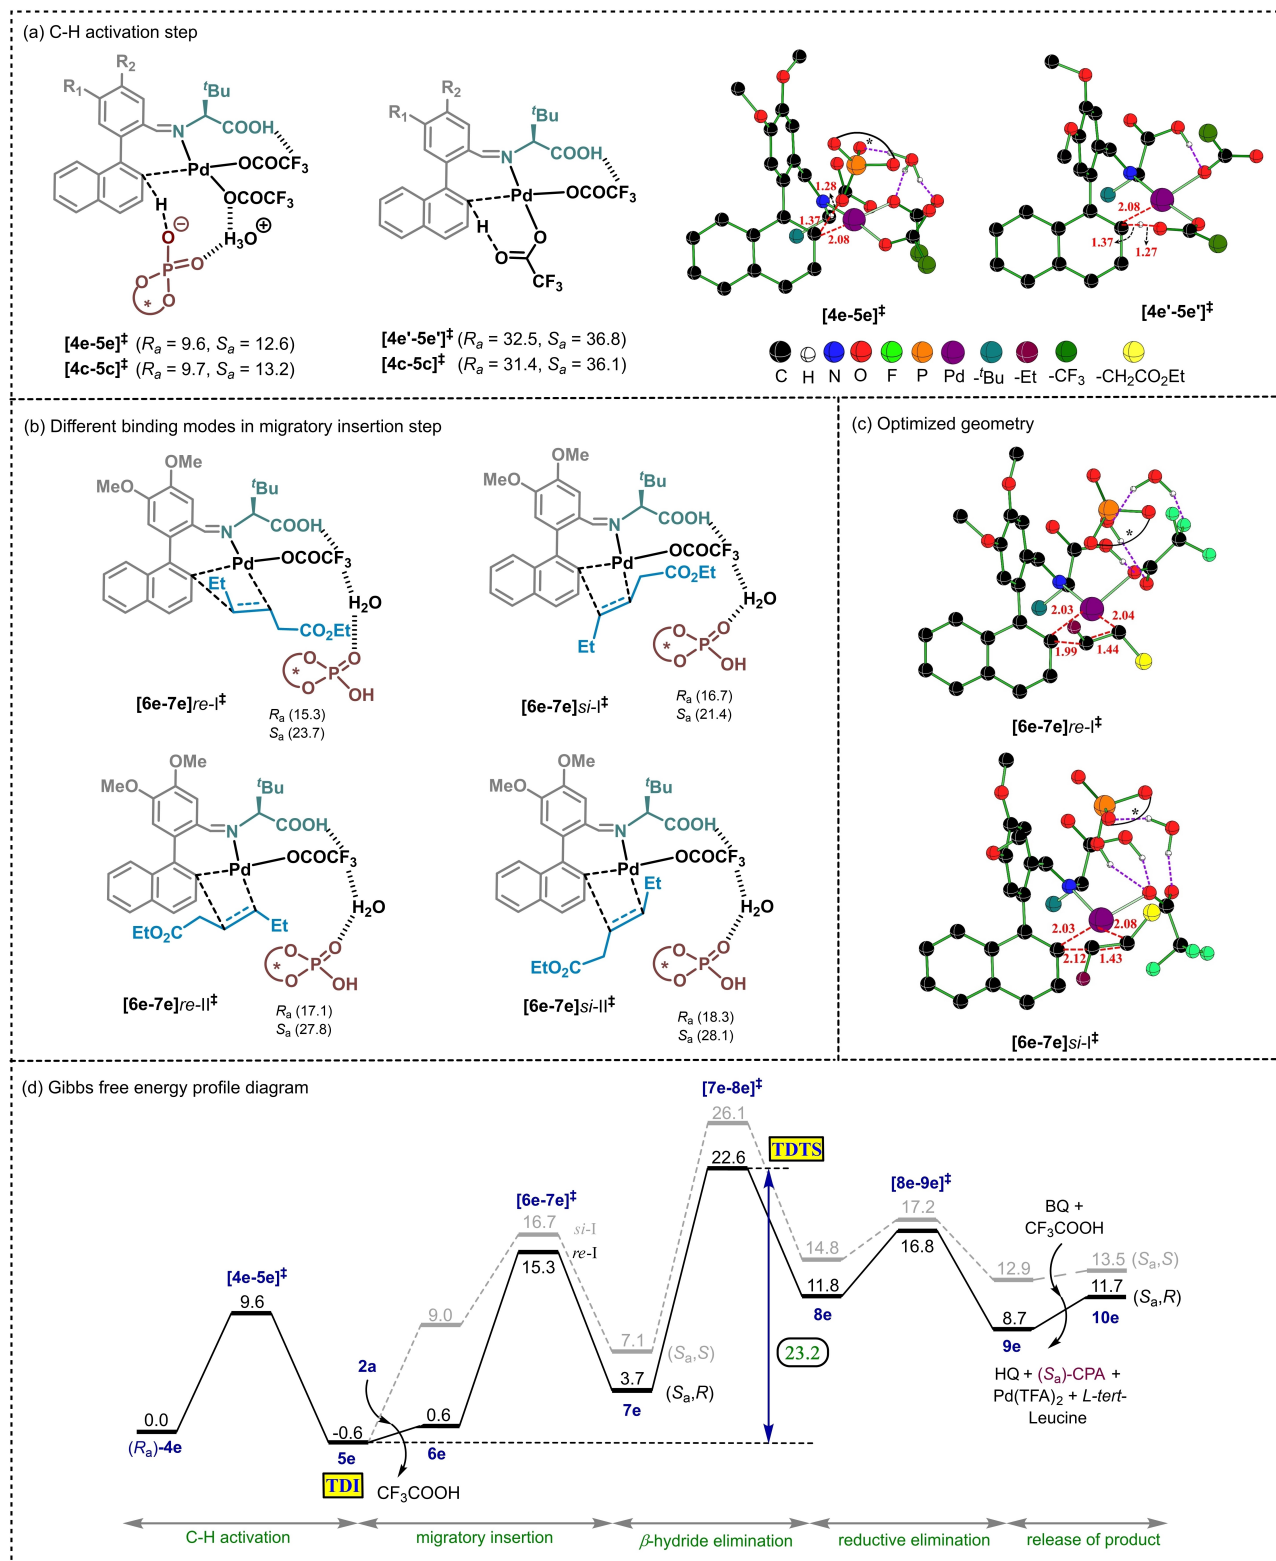 (a) C-H activation step
R1
R2
tBu
N
COOH
Pd
OCOCF3
OCOCF3
H
O⊖
H3O⊕
P
O
O
O
*
[4e-5e]‡ (Ra = 9.6, Sa = 12.6)
[4c-5c]‡ (Ra = 9.7, Sa = 13.2)
R1
R2
tBu
N
COOH
Pd
OCOCF3
H
O
O
CF3
[4e'-5e']‡ (Ra = 32.5, Sa = 36.8)
[4c-5c]‡ (Ra = 31.4, Sa = 36.1)
*
1.28
1.37
2.08
[4e-5e]‡
2.08
1.37
1.27
[4e'-5e']‡
C H N O F P Pd -tBu -Et -CF3 -CH2CO2Et
(b) Different binding modes in migratory insertion step
OMe
MeO
tBu
N
COOH
Pd
OCOCF3
Et
H2O
CO2Et
O
P
O
O
*
OH
[6e-7e]re-I‡
Ra (15.3)
Sa (23.7)
OMe
MeO
tBu
N
COOH
Pd
OCOCF3
CO2Et
H2O
Et
O
P
O
O
*
OH
[6e-7e]si-I‡
Ra (16.7)
Sa (21.4)
OMe
MeO
tBu
N
COOH
Pd
OCOCF3
H2O
EtO2C
Et
O
P
O
O
*
OH
[6e-7e]re-II‡
Ra (17.1)
Sa (27.8)
OMe
MeO
tBu
N
COOH
Pd
OCOCF3
Et
H2O
EtO2C
O
P
O
O
*
OH
[6e-7e]si-II‡
Ra (18.3)
Sa (28.1)
(c) Optimized geometry
*
2.03
2.04
1.99
1.44
[6e-7e]re-I‡
*
2.03
2.08
2.12
1.43
[6e-7e]si-I‡
(d) Gibbs free energy profile diagram
[7e-8e]‡
26.1
22.6
TDTS
[6e-7e]‡
16.7
si-I
re-I
15.3
[8e-9e]‡
17.2
16.8
BQ +
CF3COOH
[4e-5e]‡
9.6
9.0
14.8
11.8
8e
12.9
13.5
(Sa,S)
11.7
(Sa,R)
10e
8.7
9e
2a
7.1
(Sa,S)
3.7
(Sa,R)
7e
23.2
0.0
(Ra)-4e
-0.6
5e
TDI
0.6
6e
CF3COOH
HQ + (Sa)-CPA +
Pd(TFA)2 + L-tert-
Leucine
C-H activation
migratory insertion
β-hydride elimination
reductive elimination
release of product